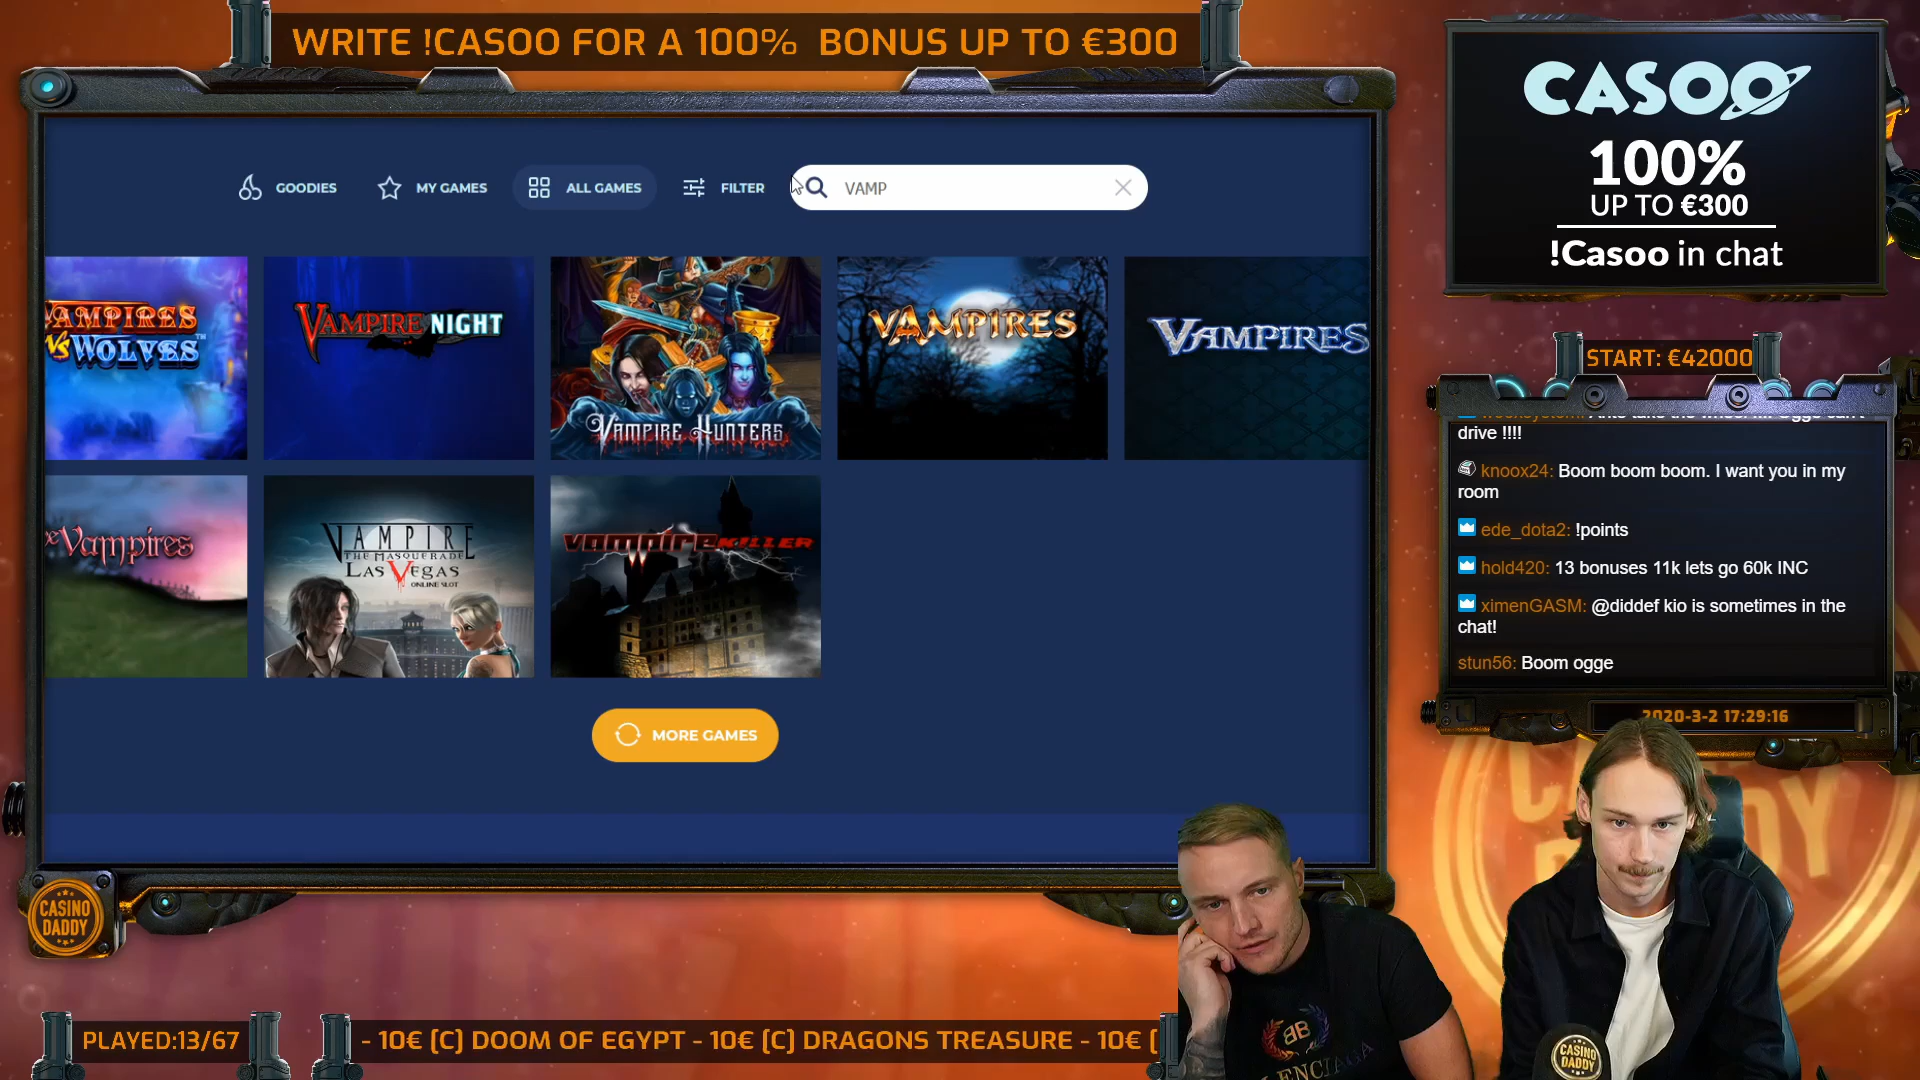 WRITE !CASOO FOR A 100% BONUS UP TO €300
GOODIES
MY GAMES
ALL GAMES
FILTER
VAMP
VAMPIRES
VS WOLVES™
VAMPIRE NIGHT
VAMPIRE HUNTERS
VAMPIRES
VAMPIRES
Vampires
VAMPIRE
THE MASQUERADE
LAS VEGAS
ONLINE SLOT
VAMPIRE KILLER
MORE GAMES
CASOO
100%
UP TO €300
!Casoo in chat
START: €42000
drive !!!!
knoox24: Boom boom boom. I want you in my
room
ede_dota2: !points
hold420: 13 bonuses 11k lets go 60k INC
ximenGASM: @diddef kio is sometimes in the
chat!
stun56: Boom ogge
2020-3-2 17:29:16
CASINO
DADDY
PLAYED:13/67
- 10€ [C] DOOM OF EGYPT - 10€ [C] DRAGONS TREASURE - 10€ [
BB
CASINO
DADDY